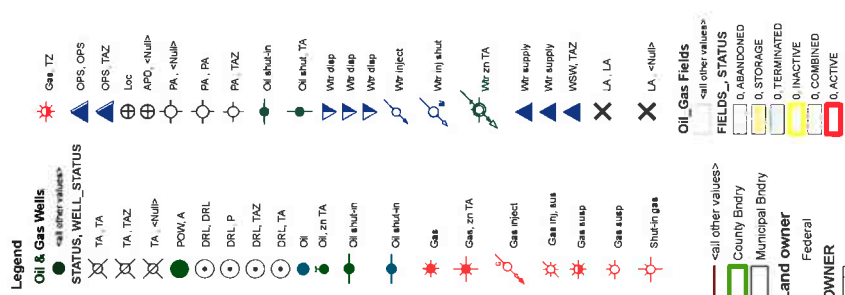 Legend
Oil & Gas Wells
<all other values>
STATUS, WELL_STATUS
TA, TA
TA, TAZ
TA, <Null>
POW, A
DRL, DRL
DRL, P
DRL, TAZ
DRL, TA
Oil
Oil, zn TA
Oil shut-in
Oil shut-in
Gas
Gas, zn TA
Gas inject
Gas inj, sus
Gas susp
Gas susp
Shut-in gas
Gas, TZ
OPS, OPS
OPS, TAZ
Loc
APD, <Null>
PA, <Null>
PA, PA
PA, TAZ
Oil shut-in
Oil shut, TA
Wtr disp
Wtr disp
Wtr disp
Wtr inject
Wtr inj shut
Wtr zn TA
Wtr supply
Wtr supply
WSW, TAZ
LA, LA
LA, <Null>
Oil_Gas Fields
<all other values>
FIELDS_, STATUS
0, ABANDONED
0, STORAGE
0, TERMINATED
0, INACTIVE
0, COMBINED
0, ACTIVE
<all other values>
County Bndry
Municipal Bndry
Land owner
Federal
OWNER